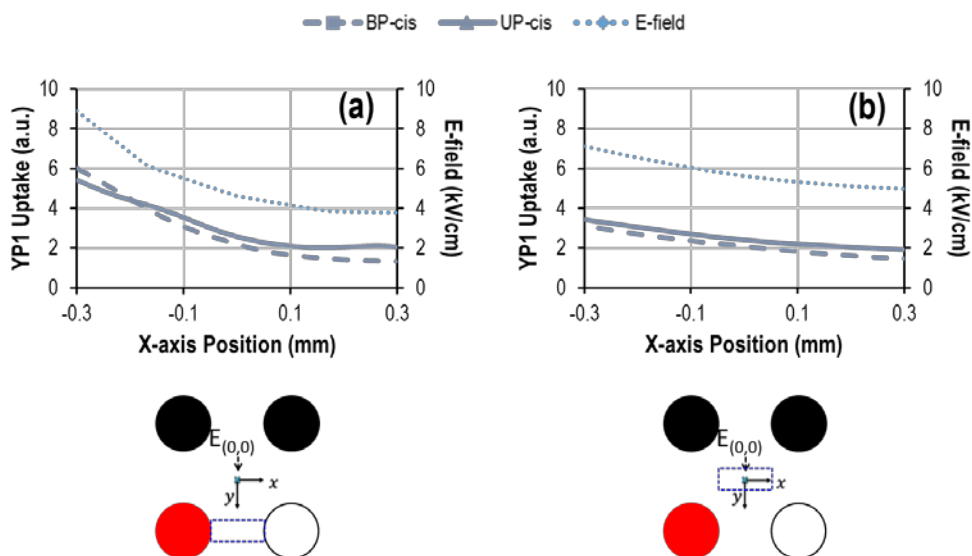 BP-cis UP-cis E-field
(a)
YP1 Uptake (a.u.)
10
8
6
4
2
0
E-field (kV/cm)
10
8
6
4
2
0
-0.3 -0.1 0.1 0.3
X-axis Position (mm)
(b)
YP1 Uptake (a.u.)
10
8
6
4
2
0
E-field (kV/cm)
10
8
6
4
2
0
-0.3 -0.1 0.1 0.3
X-axis Position (mm)
E(0,0)
x
y
E(0,0)
x
y